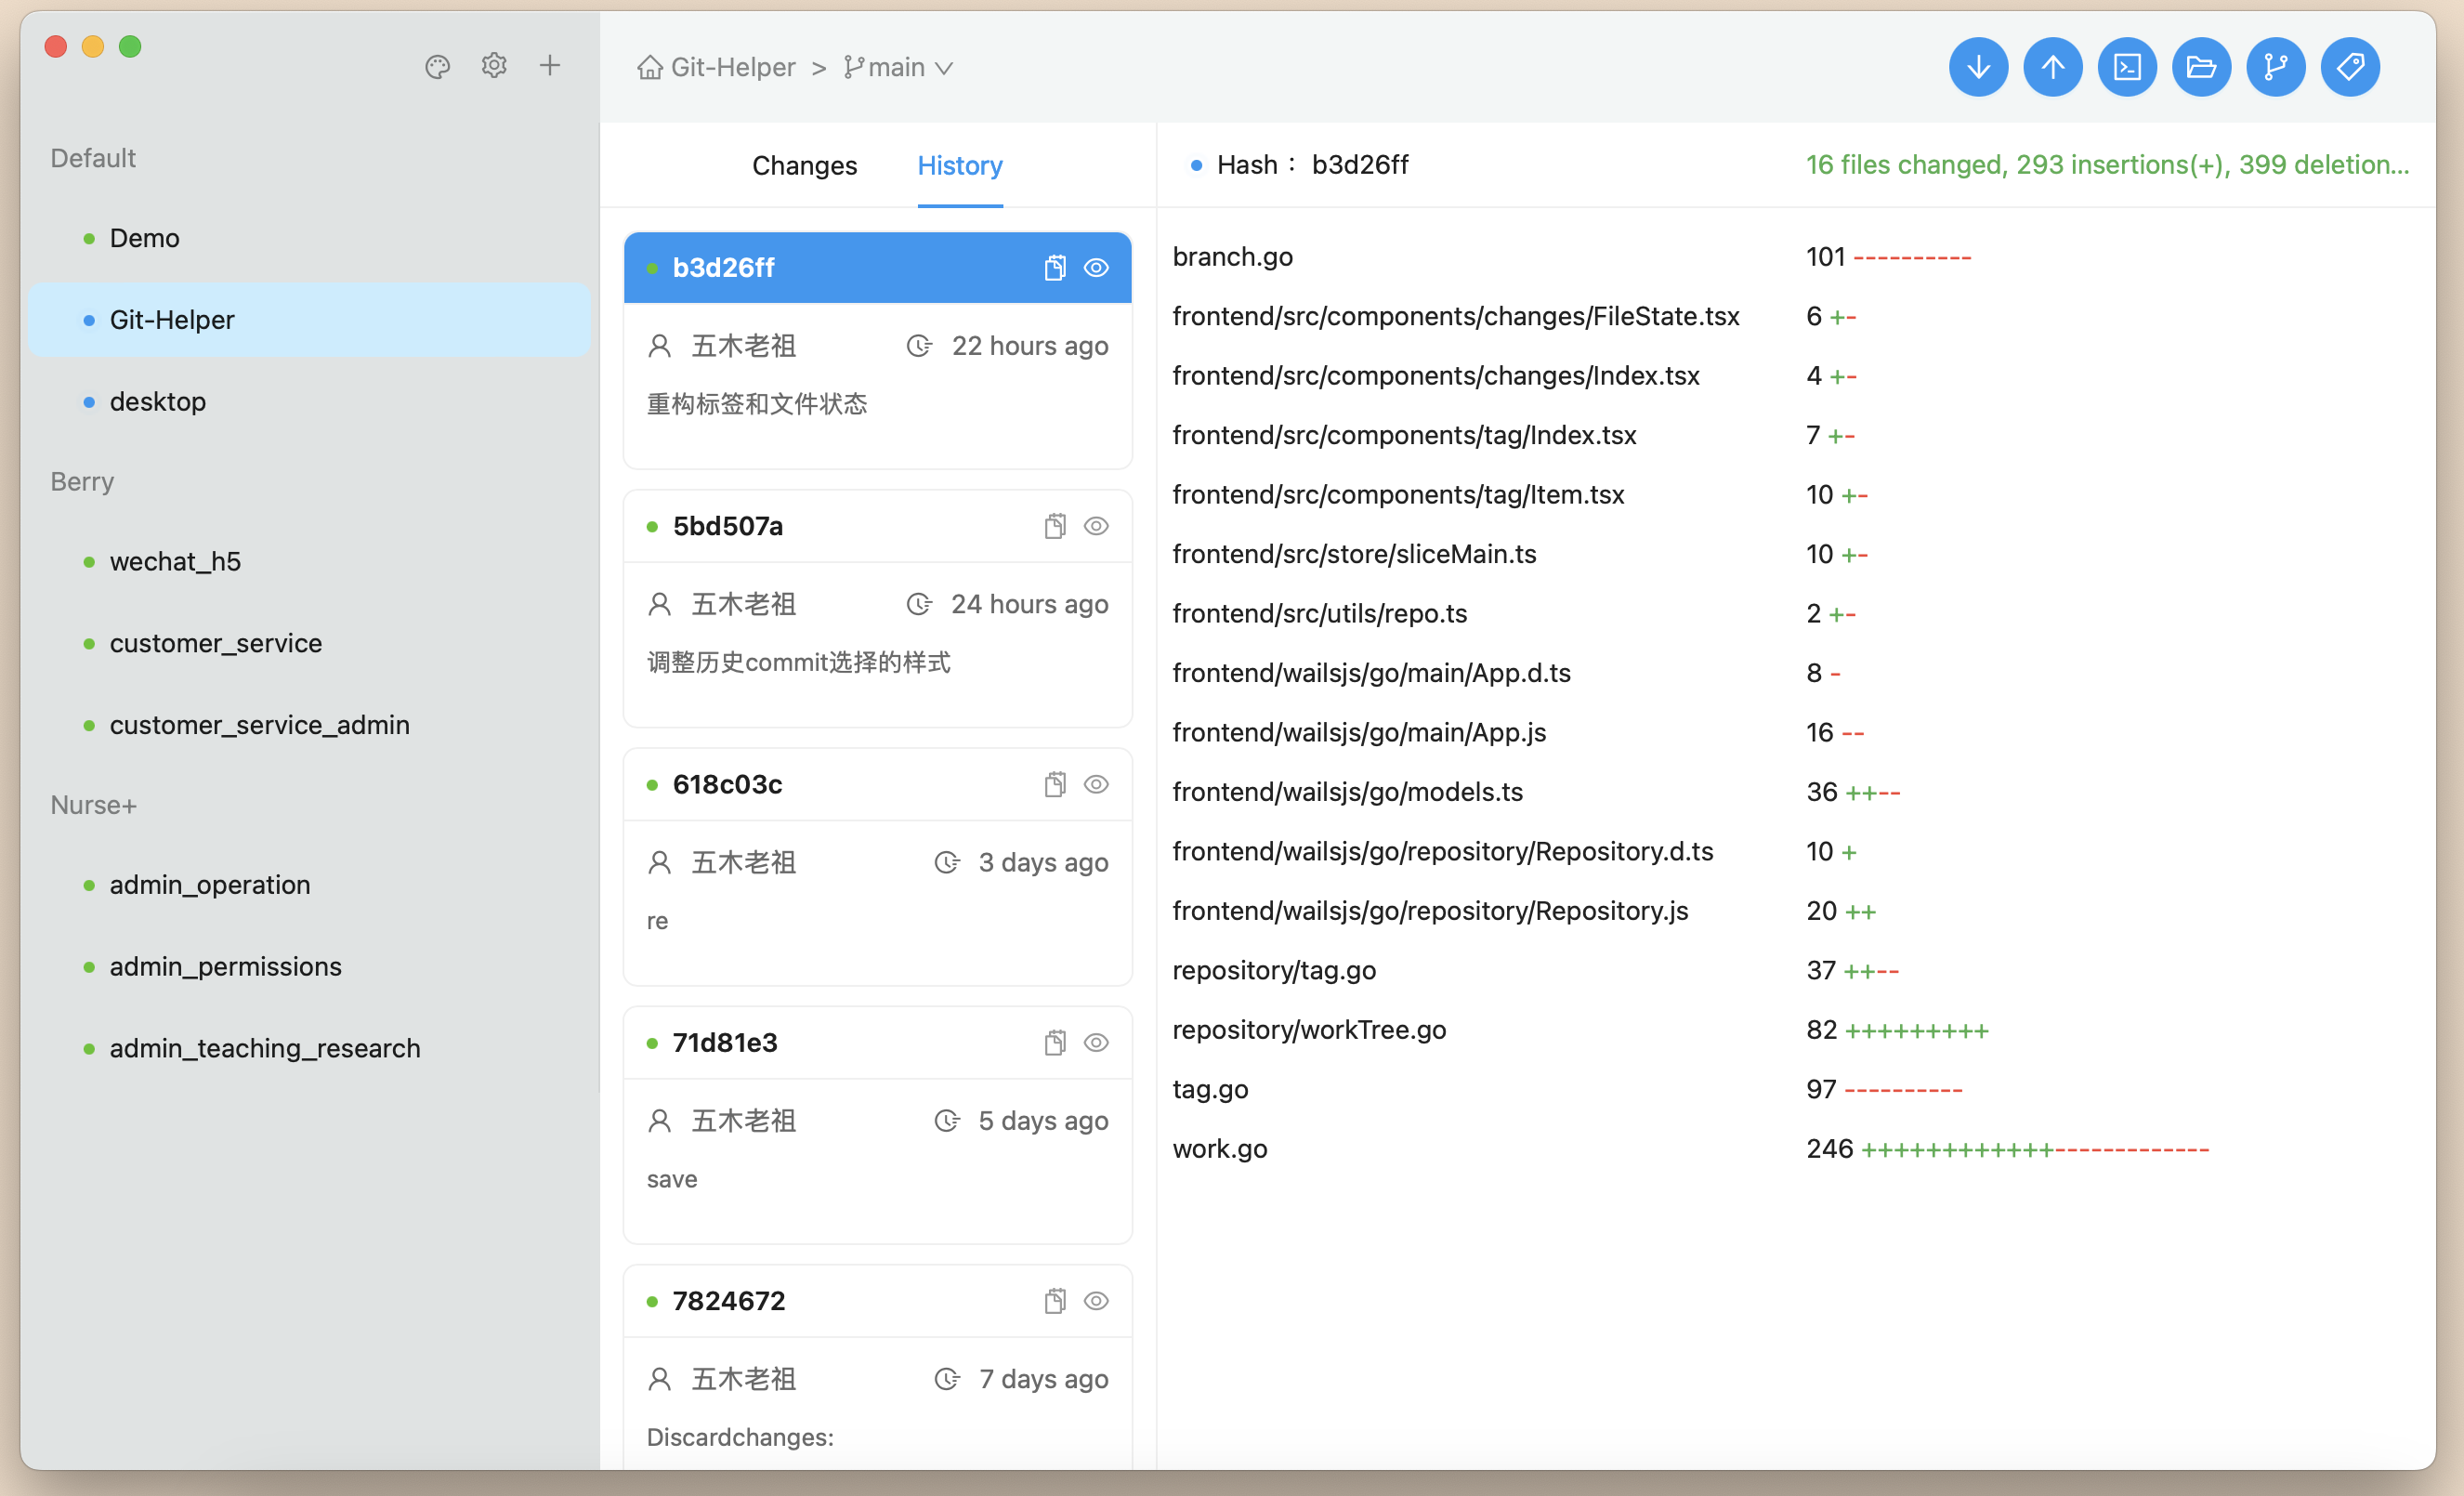 Default
Demo
Git-Helper
desktop
Berry
wechat_h5
customer_service
customer_service_admin
Nurse+
admin_operation
admin_permissions
admin_teaching_research
Git-Helper > main
Changes History
b3d26ff
五木老祖 22 hours ago
重构标签和文件状态
5bd507a
五木老祖 24 hours ago
调整历史commit选择的样式
618c03c
五木老祖 3 days ago
re
71d81e3
五木老祖 5 days ago
save
7824672
五木老祖 7 days ago
Discardchanges:
Hash： b3d26ff 16 files changed, 293 insertions(+), 399 deletion...
branch.go 101 ----------
frontend/src/components/changes/FileState.tsx 6 +-
frontend/src/components/changes/Index.tsx 4 +-
frontend/src/components/tag/Index.tsx 7 +-
frontend/src/components/tag/Item.tsx 10 +-
frontend/src/store/sliceMain.ts 10 +-
frontend/src/utils/repo.ts 2 +-
frontend/wailsjs/go/main/App.d.ts 8 -
frontend/wailsjs/go/main/App.js 16 --
frontend/wailsjs/go/models.ts 36 ++--
frontend/wailsjs/go/repository/Repository.d.ts 10 +
frontend/wailsjs/go/repository/Repository.js 20 ++
repository/tag.go 37 ++--
repository/workTree.go 82 +++++++++
tag.go 97 ----------
work.go 246 ++++++++++++-------------